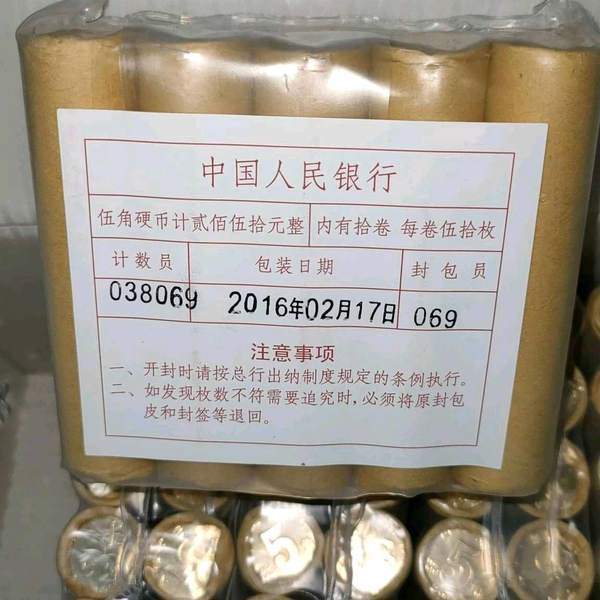 中国人民银行
伍角硬币计贰佰伍拾元整 内有拾卷 每卷伍拾枚
计数员 包装日期 封包员
038069 2016年02月17日 069
注意事项
一、开封时请按总行出纳制度规定的条例执行。
二、如发现枚数不符需要追究时,必须将原封包
皮和封签等退回。
5
5